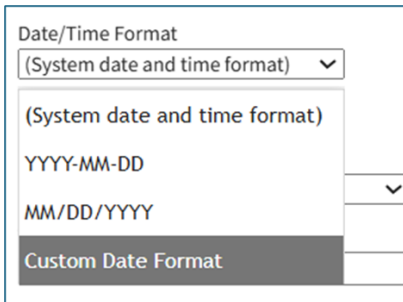 Date/Time Format
(System date and time format)
(System date and time format)
YYYY-MM-DD
MM/DD/YYYY
Custom Date Format